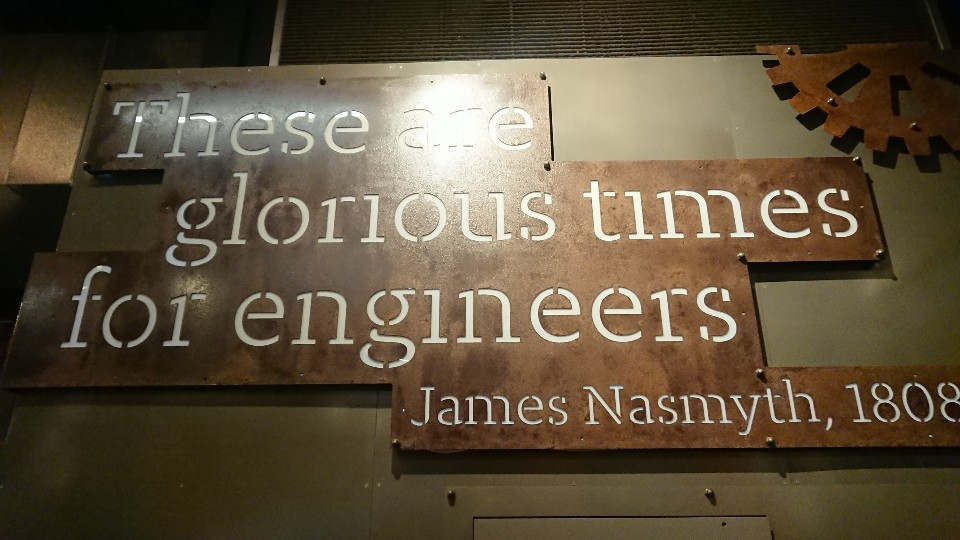 These are
glorious times
for engineers
James Nasmyth, 1808